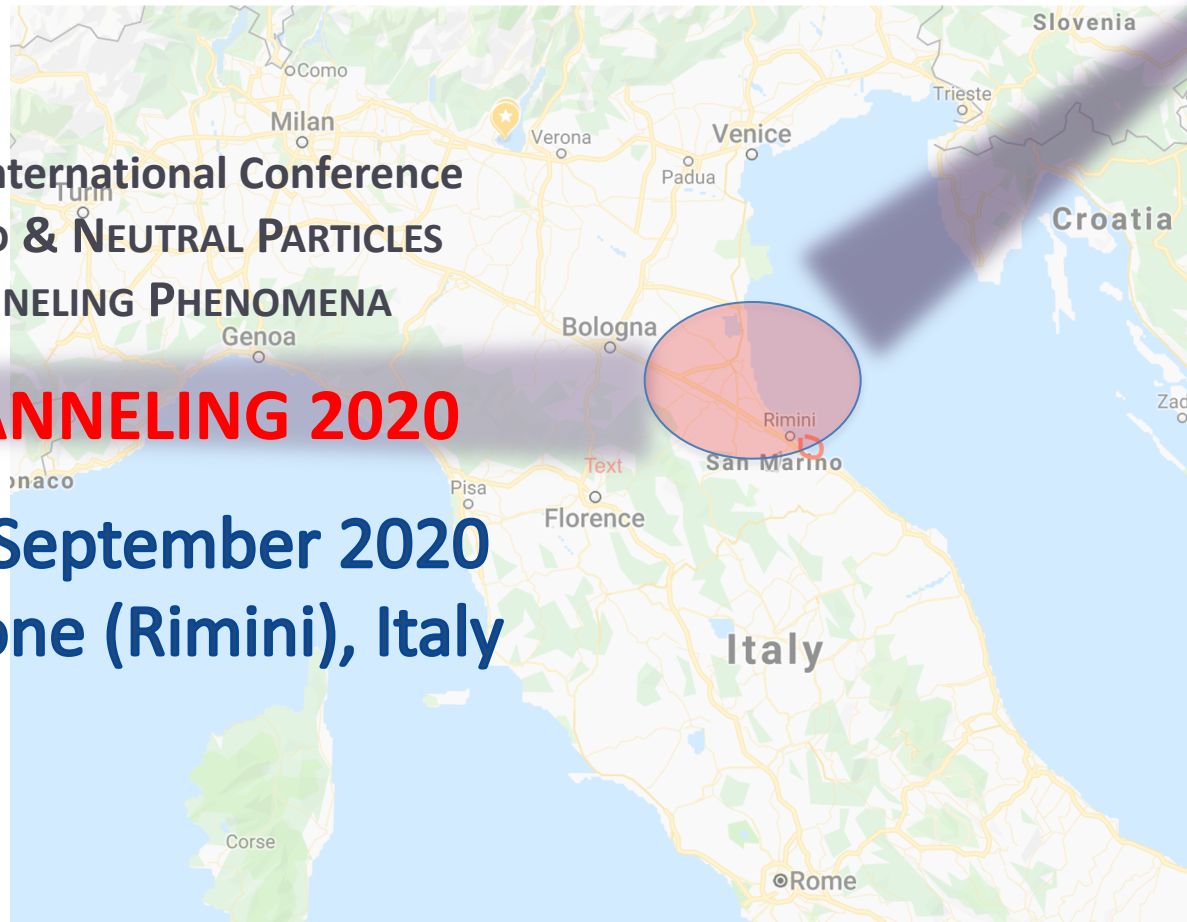 Slovenia
Como
Trieste
Milan
Verona
Venice
nternational Conference
Padua
Turin
& NEUTRAL PARTICLES
Croatia
NELING PHENOMENA
Bologna
Genoa
ANNELING 2020
Zad
Rimini
San Marino
Text
onaco
Pisa
Florence
September 2020
one (Rimini), Italy
Italy
Corse
Rome